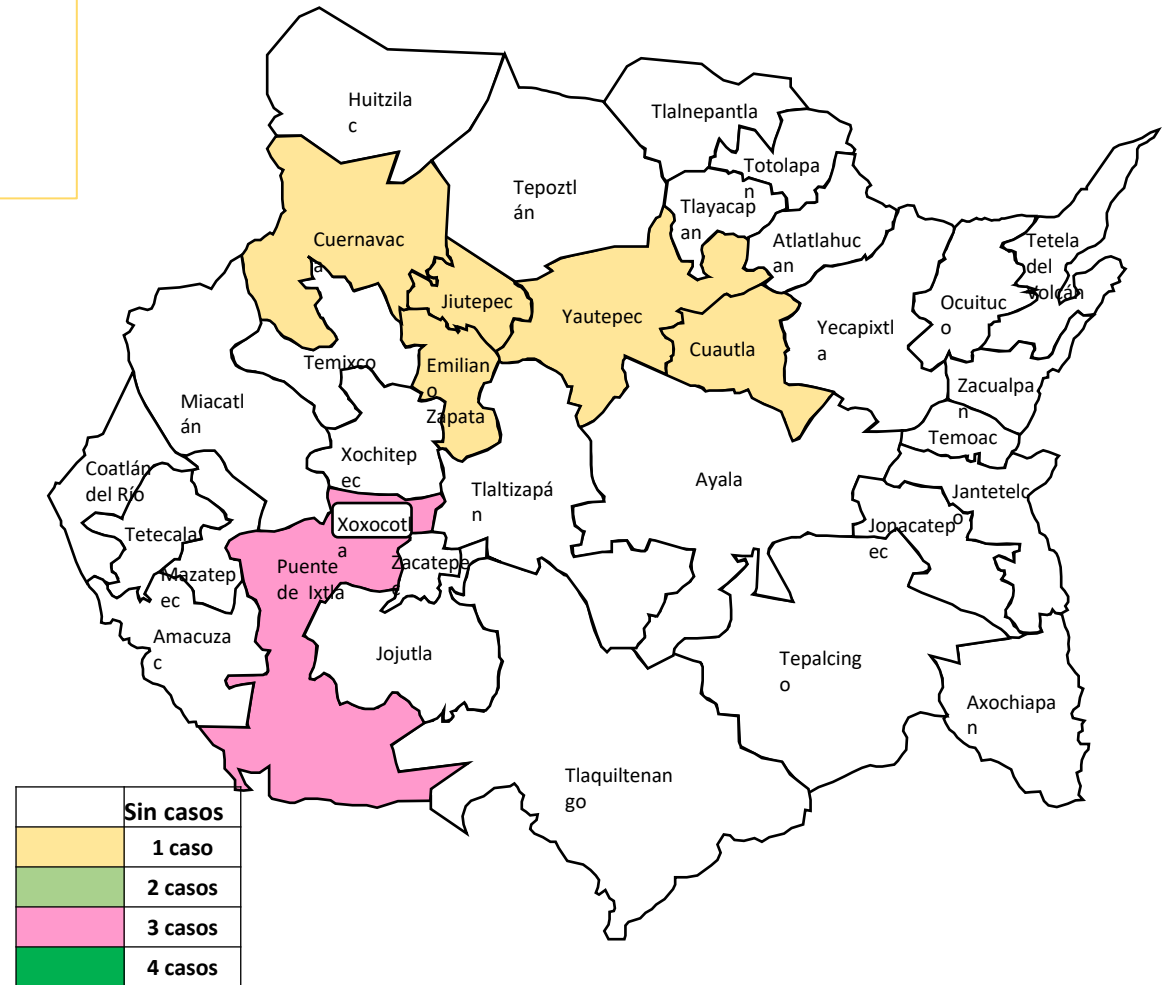 Huitzila
c
Tlalnepantla
Totolapa
n
Tepoztl
án
Tlayacap
an
Cuernavac
a
Atlatlahuc
an
Tetela
del
Volcán
Jiutepec
Yautepec
Ocuituc
o
Yecapixtl
a
Cuautla
Temixco
Emilian
o
Zapata
Zacualpa
n
Miacatl
án
Temoac
Xochitep
ec
Coatlán
del Río
Ayala
Tlaltizapá
n
Jantetelc
o
Xoxocotl
a
Jonacatep
ec
Tetecala
Zacatepe
c
Puente
de Ixtla
Mazatep
ec
Amacuza
c
Jojutla
Tepalcing
o
Axochiapa
n
Tlaquiltenan
go
Sin casos
1 caso
2 casos
3 casos
4 casos